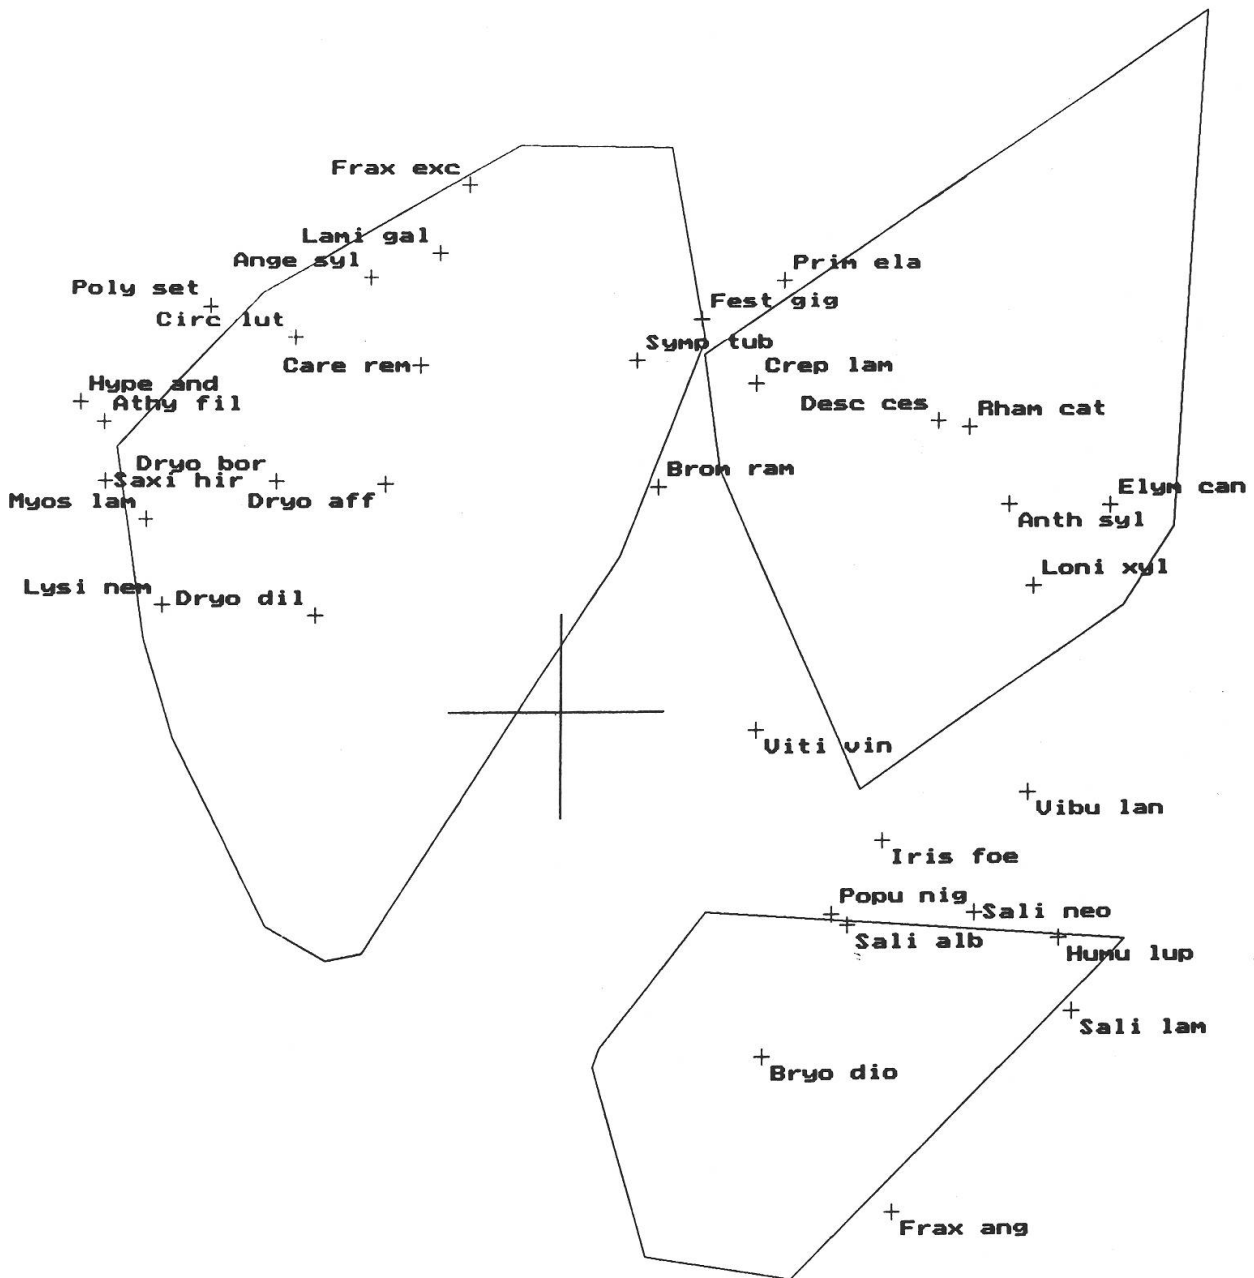 Frax exc
Lami gal
Ange syl
Prim ela
Poly set
Fest gig
Circ lut
Symp tub
Care rem
Crep lam
Hype and
Athy fil
Desc ces
Rham cat
Dryo bor
Saxi hir
Brom ram
Myos lam
Dryo aff
Elym can
Anth syl
Loni xyl
Lysi nem
Dryo dil
Viti vin
Vibu lan
Iris foe
Popu nig
Sali neo
Sali alb
Humu lup
Sali lam
Bryo dio
Frax ang